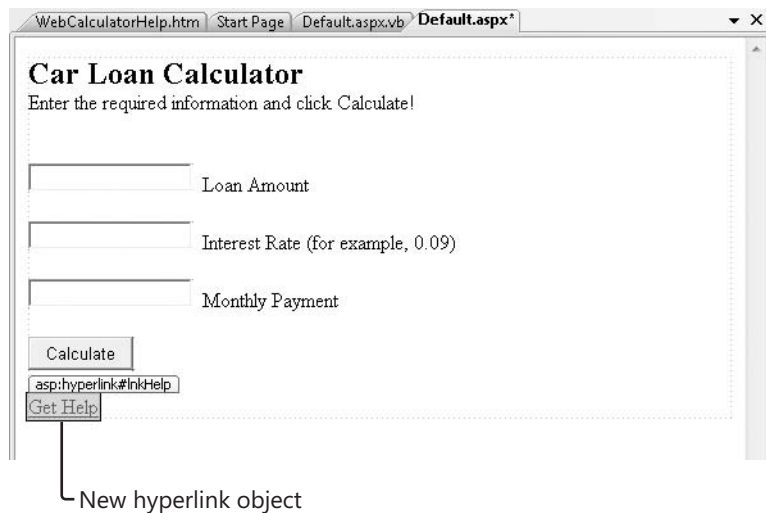 WebCalculatorHelp.htm Start Page Default.aspx.vb Default.aspx*
Car Loan Calculator
Enter the required information and click Calculate!
Loan Amount
Interest Rate (for example, 0.09)
Monthly Payment
Calculate
asp:hyperlink#lnkHelp
Get Help
New hyperlink object